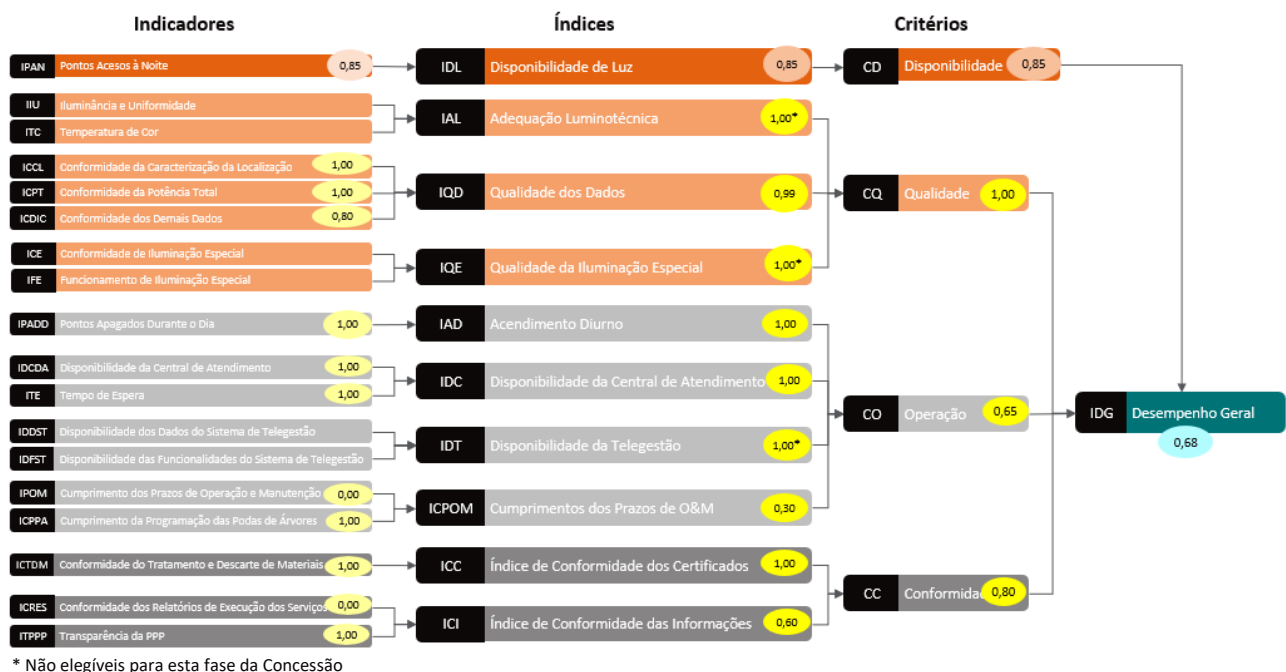 Indicadores Índices Critérios
IPAN Pontos Acesos à Noite 0,85 IDL Disponibilidade de Luz 0,85 CD Disponibilidade 0,85
IIU Iluminância e Uniformidade
IAL Adequação Luminotécnica 1,00*
ITC Temperatura de Cor
ICCL Conformidade da Caracterização da Localização 1,00
ICPT Conformidade da Potência Total 1,00 IQD Qualidade dos Dados 0,99 CQ Qualidade 1,00
ICDIC Conformidade dos Demais Dados 0,80
ICE Conformidade de Iluminação Especial
IQE Qualidade da Iluminação Especial 1,00*
IFE Funcionamento de Iluminação Especial
IPADD Pontos Apagados Durante o Dia 1,00 IAD Acendimento Diurno 1,00
IDCDA Disponibilidade da Central de Atendimento 1,00
IDC Disponibilidade da Central de Atendimento 1,00
ITE Tempo de Espera 1,00
CO Operação 0,65 IDG Desempenho Geral
0,68
IDDST Disponibilidade dos Dados do Sistema de Telegestão
IDT Disponibilidade da Telegestão 1,00*
IDFST Disponibilidade das Funcionalidades do Sistema de Telegestão
IPOM Cumprimento dos Prazos de Operação e Manutenção 0,00
ICPOM Cumprimentos dos Prazos de O&M 0,30
ICPPA Cumprimento da Programação das Podas de Árvores 1,00
ICTDM Conformidade do Tratamento e Descarte de Materiais 1,00 ICC Índice de Conformidade dos Certificados 1,00
CC Conformida 0,80
ICRES Conformidade dos Relatórios de Execução dos Serviços 0,00
ICI Índice de Conformidade das Informações 0,60
ITPPP Transparência da PPP 1,00
* Não elegíveis para esta fase da Concessão